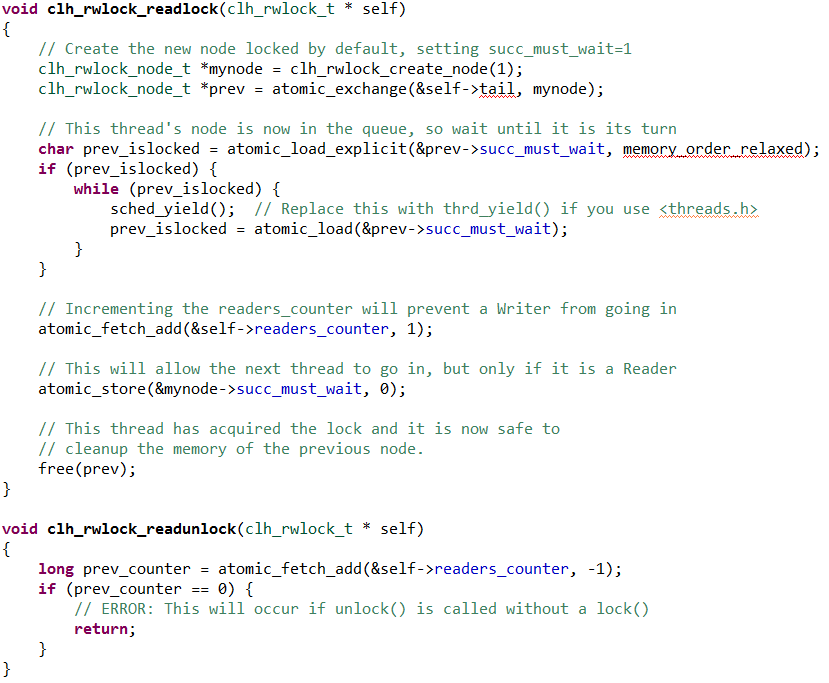 void clh_rwlock_readlock(clh_rwlock_t * self)
{
    // Create the new node locked by default, setting succ_must_wait=1
    clh_rwlock_node_t *mynode = clh_rwlock_create_node(1);
    clh_rwlock_node_t *prev = atomic_exchange(&self->tail, mynode);

    // This thread's node is now in the queue, so wait until it is its turn
    char prev_islocked = atomic_load_explicit(&prev->succ_must_wait, memory_order_relaxed);
    if (prev_islocked) {
        while (prev_islocked) {
            sched_yield();  // Replace this with thrd_yield() if you use <threads.h>
            prev_islocked = atomic_load(&prev->succ_must_wait);
        }
    }

    // Incrementing the readers_counter will prevent a Writer from going in
    atomic_fetch_add(&self->readers_counter, 1);

    // This will allow the next thread to go in, but only if it is a Reader
    atomic_store(&mynode->succ_must_wait, 0);

    // This thread has acquired the lock and it is now safe to
    // cleanup the memory of the previous node.
    free(prev);
}

void clh_rwlock_readunlock(clh_rwlock_t * self)
{
    long prev_counter = atomic_fetch_add(&self->readers_counter, -1);
    if (prev_counter == 0) {
        // ERROR: This will occur if unlock() is called without a lock()
        return;
    }
}